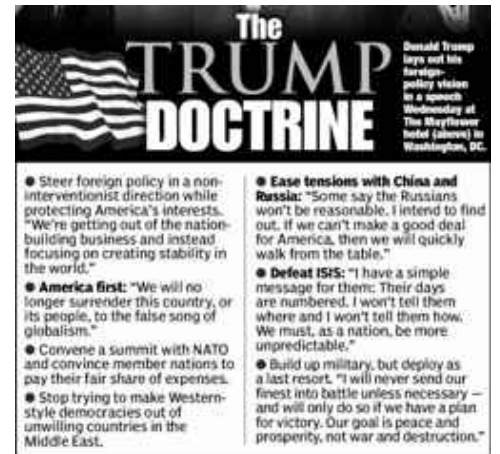 The
TRUMP
DOCTRINE
Donald Trump
lays out his
foreign-
policy vision
in a speech
Wednesday at
The Mayflower
hotel (above) in
Washington, DC.
● Steer foreign policy in a non-
interventionist direction while
protecting America's interests.
"We're getting out of the nation-
building business and instead
focusing on creating stability in
the world."
● America first: "We will no
longer surrender this country, or
its people, to the false song of
globalism."
● Convene a summit with NATO
and convince member nations to
pay their fair share of expenses.
● Stop trying to make Western-
style democracies out of
unwilling countries in the
Middle East.
● Ease tensions with China and
Russia: "Some say the Russians
won't be reasonable. I intend to find
out. If we can't make a good deal
for America, then we will quickly
walk from the table."
● Defeat ISIS: "I have a simple
message for them: Their days
are numbered. I won't tell them
where and I won't tell them how.
We must, as a nation, be more
unpredictable."
● Build up military, but deploy as
a last resort. "I will never send our
finest into battle unless necessary —
and will only do so if we have a plan
for victory. Our goal is peace and
prosperity, not war and destruction."